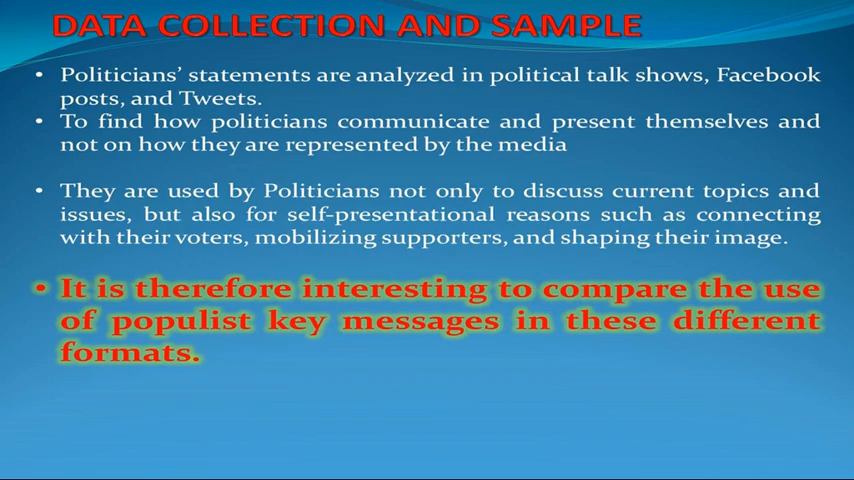 DATA COLLECTION AND SAMPLE
• Politicians’ statements are analyzed in political talk shows, Facebook
posts, and Tweets.
• To find how politicians communicate and present themselves and
not on how they are represented by the media
• They are used by Politicians not only to discuss current topics and
issues, but also for self-presentational reasons such as connecting
with their voters, mobilizing supporters, and shaping their image.
• It is therefore interesting to compare the use
of populist key messages in these different
formats.